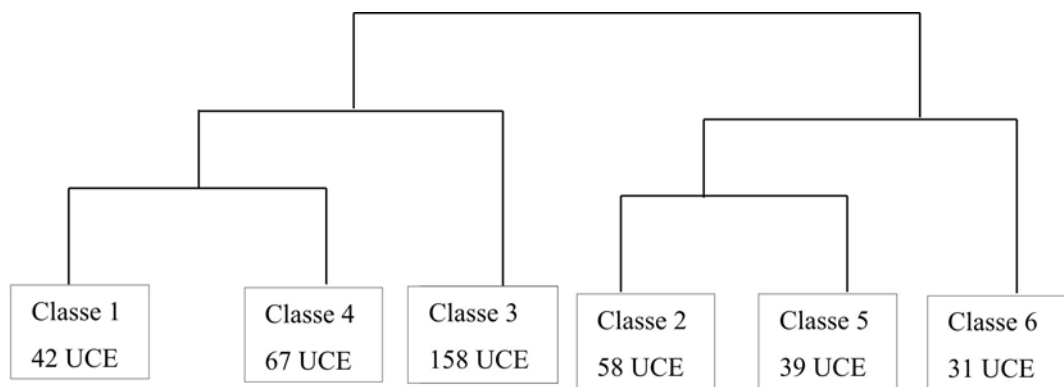 Classe 1
42 UCE
Classe 4
67 UCE
Classe 3
158 UCE
Classe 2
58 UCE
Classe 5
39 UCE
Classe 6
31 UCE